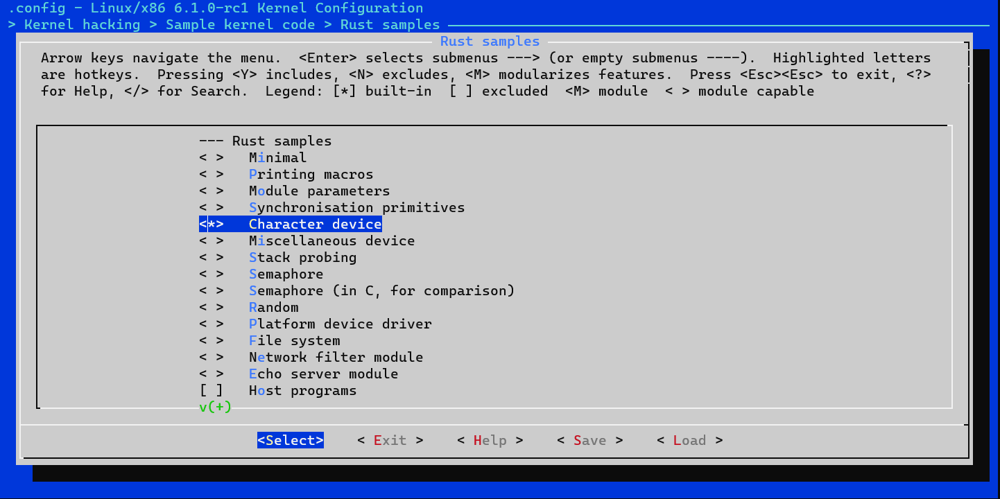 .config - Linux/x86 6.1.0-rc1 Kernel Configuration
> Kernel hacking > Sample kernel code > Rust samples
Rust samples
Arrow keys navigate the menu.  <Enter> selects submenus ---> (or empty submenus ----).  Highlighted letters
are hotkeys.  Pressing <Y> includes, <N> excludes, <M> modularizes features.  Press <Esc><Esc> to exit, <?>
for Help, </> for Search.  Legend: [*] built-in  [ ] excluded  <M> module  < > module capable
--- Rust samples
< >   Minimal
< >   Printing macros
< >   Module parameters
< >   Synchronisation primitives
<*>   Character device
< >   Miscellaneous device
< >   Stack probing
< >   Semaphore
< >   Semaphore (in C, for comparison)
< >   Random
< >   Platform device driver
< >   File system
< >   Network filter module
< >   Echo server module
[ ]   Host programs
v(+)
<Select>    < Exit >    < Help >    < Save >    < Load >